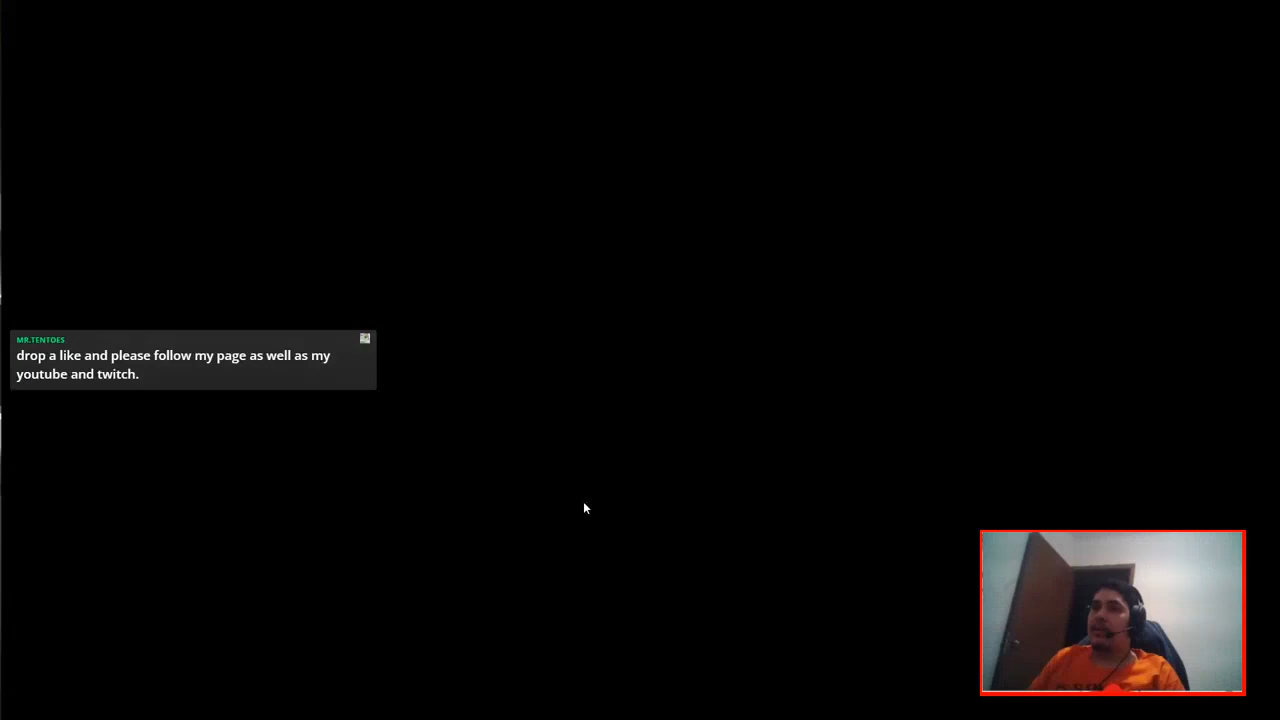 MR.TENTOES
drop a like and please follow my page as well as my
youtube and twitch.